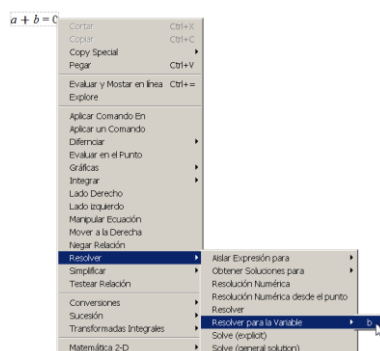 a + b = 0
Cortar Ctrl+X
Copiar Ctrl+C
Copy Special
Pegar Ctrl+V
Evaluar y Mostar en línea Ctrl+=
Explore
Aplicar Comando En
Aplicar un Comando
Difernciar
Evaluar en el Punto
Gráficas
Integrar
Lado Derecho
Lado izquierdo
Manipular Ecuación
Mover a la Derecha
Negar Relación
Resolver
Simplificar
Testear Relación
Conversiones
Sucesión
Transformadas Integrales
Matemática 2-D
Aislar Expresión para
Obtener Soluciones para
Resolución Numérica
Resolución Numérica desde el punto
Resolver
Resolver para la Variable
Solve (explicit)
Solve (general solution)
b